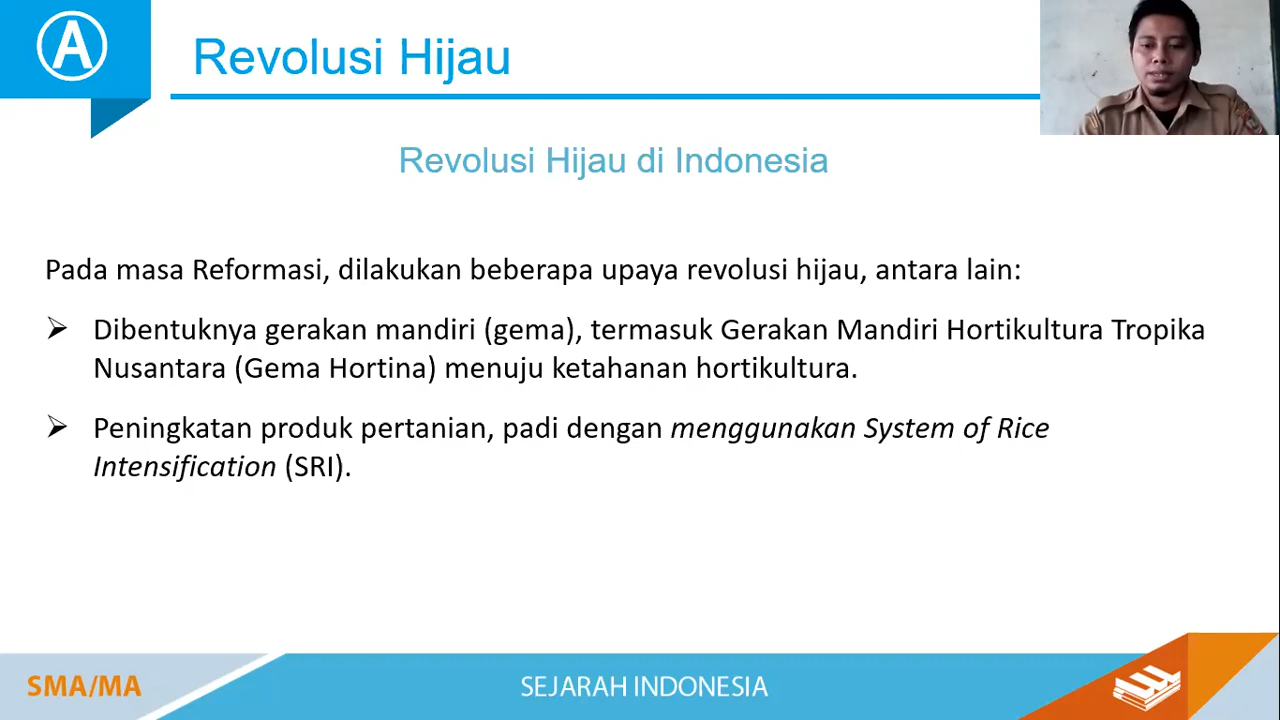 A
Revolusi Hijau
Revolusi Hijau di Indonesia
Pada masa Reformasi, dilakukan beberapa upaya revolusi hijau, antara lain:
➢ Dibentuknya gerakan mandiri (gema), termasuk Gerakan Mandiri Hortikultura Tropika
Nusantara (Gema Hortina) menuju ketahanan hortikultura.
➢ Peningkatan produk pertanian, padi dengan menggunakan System of Rice
Intensification (SRI).
SMA/MA
SEJARAH INDONESIA